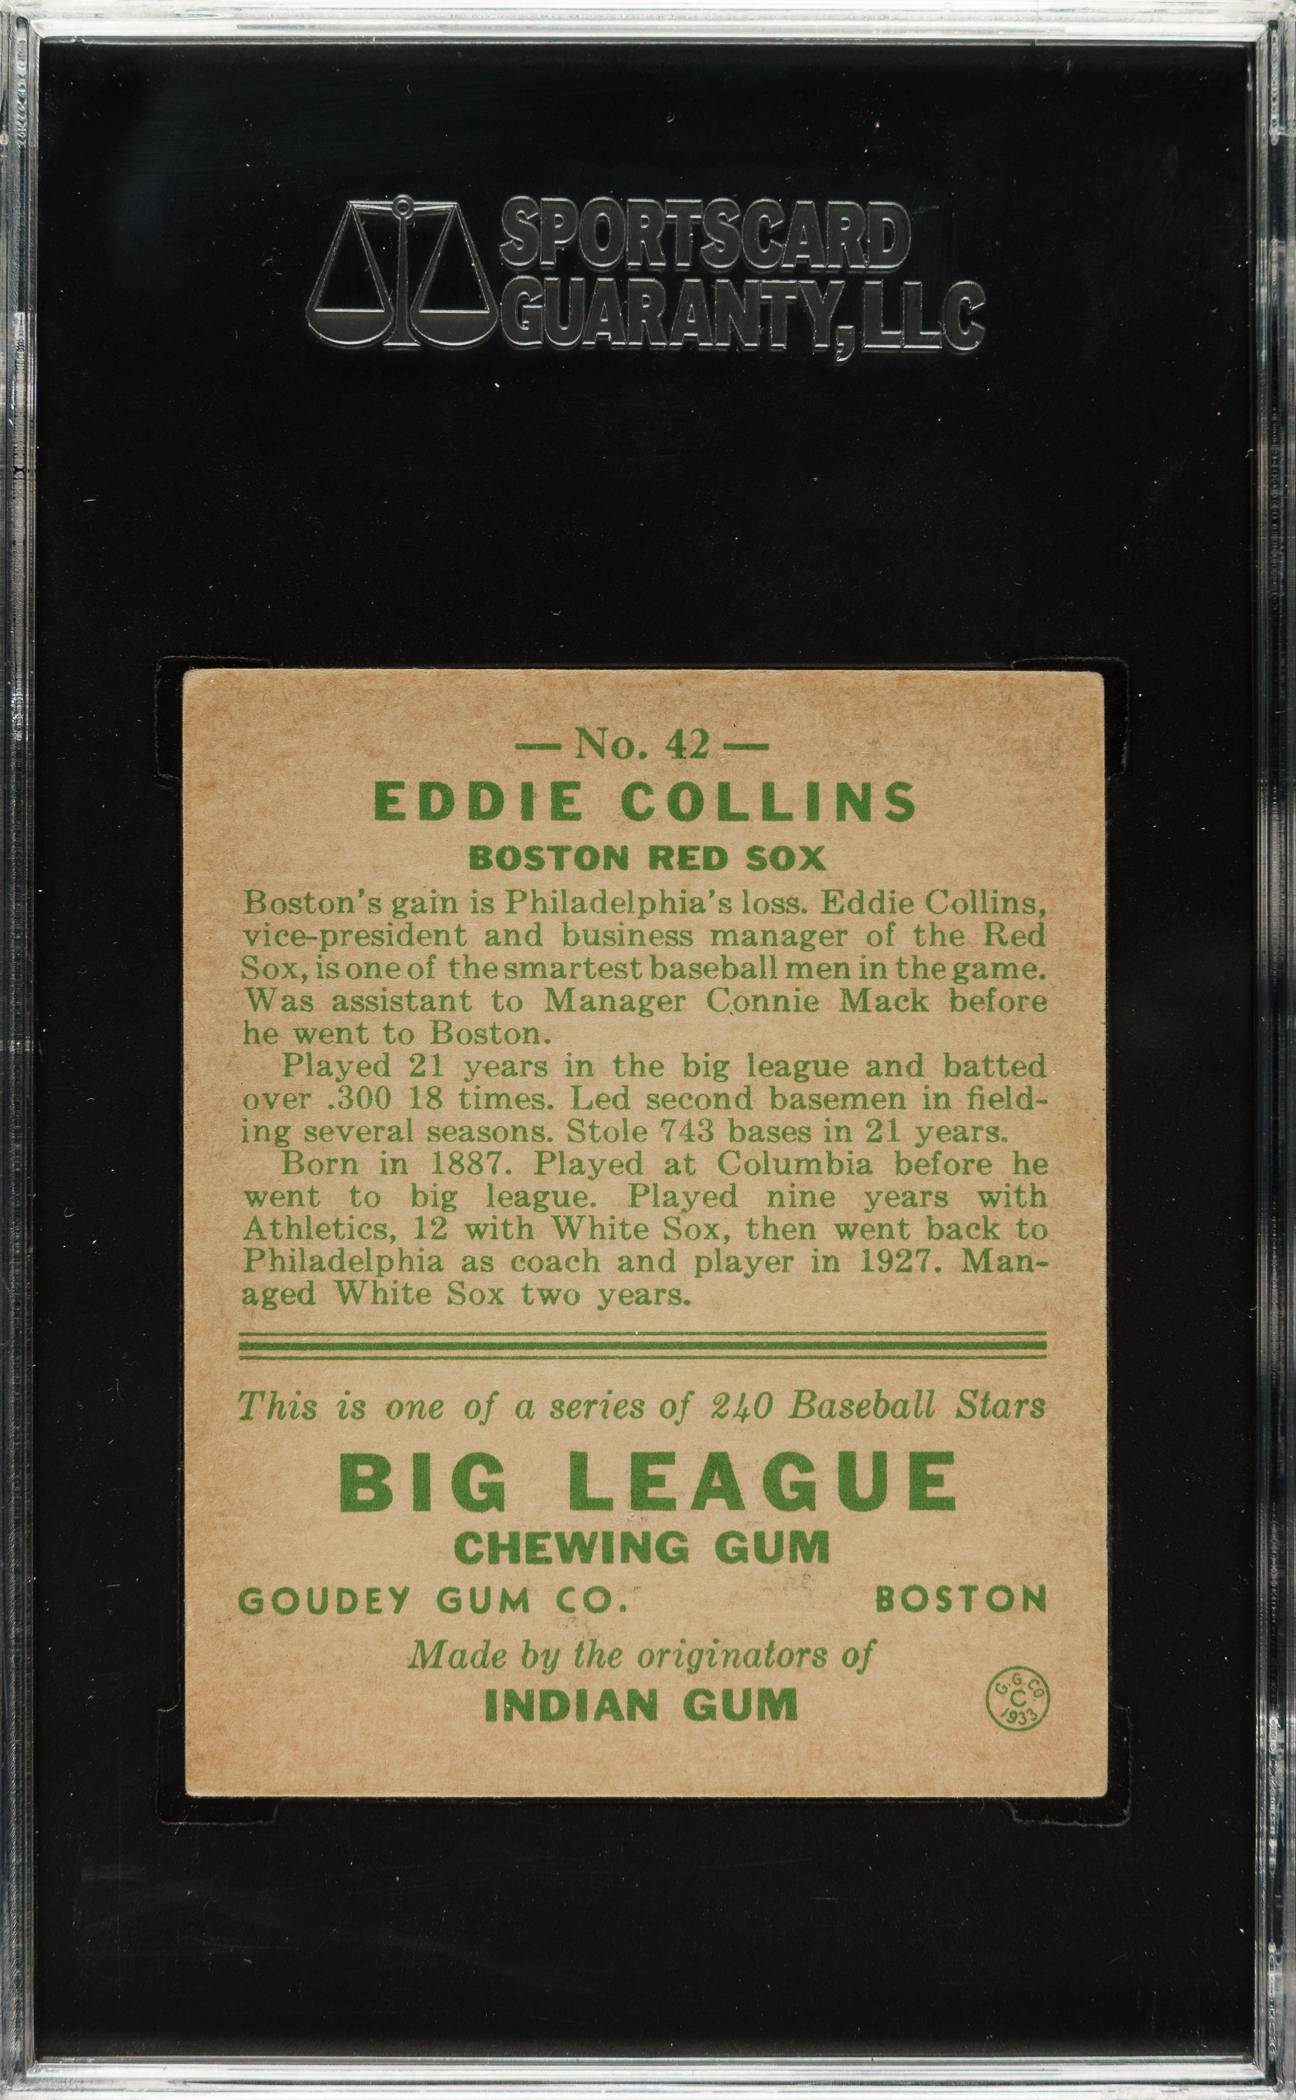 SPORTSCARD
GUARANTY, LLC
— No. 42 —
EDDIE COLLINS
BOSTON RED SOX
Boston's gain is Philadelphia's loss. Eddie Collins,
vice-president and business manager of the Red
Sox, is one of the smartest baseball men in the game.
Was assistant to Manager Connie Mack before
he went to Boston.
Played 21 years in the big league and batted
over .300 18 times. Led second basemen in field-
ing several seasons. Stole 743 bases in 21 years.
Born in 1887. Played at Columbia before he
went to big league. Played nine years with
Athletics, 12 with White Sox, then went back to
Philadelphia as coach and player in 1927. Man-
aged White Sox two years.
This is one of a series of 240 Baseball Stars
BIG LEAGUE
CHEWING GUM
GOUDEY GUM CO. BOSTON
Made by the originators of
INDIAN GUM
G. G. CO.
C
1933